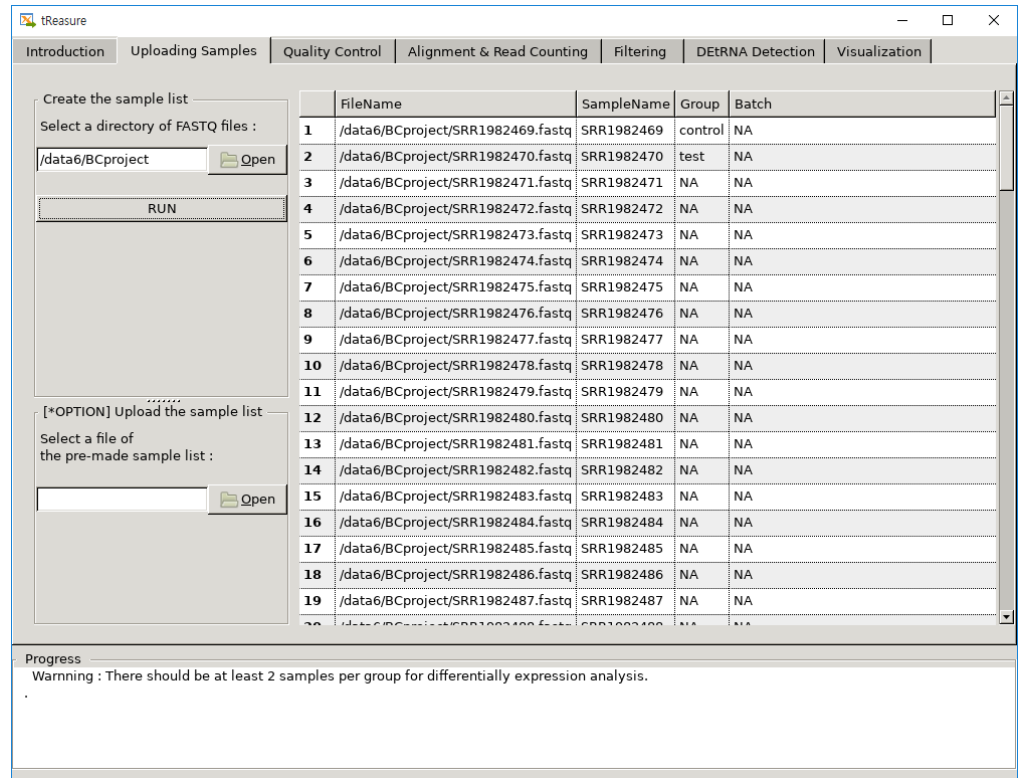 tReasure
Introduction Uploading Samples Quality Control Alignment & Read Counting Filtering DEtRNA Detection Visualization
Create the sample list
Select a directory of FASTQ files :
/data6/BCproject Open
RUN
[*OPTION] Upload the sample list
Select a file of
the pre-made sample list :
Open
FileName SampleName Group Batch
1 /data6/BCproject/SRR1982469.fastq SRR1982469 control NA
2 /data6/BCproject/SRR1982470.fastq SRR1982470 test NA
3 /data6/BCproject/SRR1982471.fastq SRR1982471 NA NA
4 /data6/BCproject/SRR1982472.fastq SRR1982472 NA NA
5 /data6/BCproject/SRR1982473.fastq SRR1982473 NA NA
6 /data6/BCproject/SRR1982474.fastq SRR1982474 NA NA
7 /data6/BCproject/SRR1982475.fastq SRR1982475 NA NA
8 /data6/BCproject/SRR1982476.fastq SRR1982476 NA NA
9 /data6/BCproject/SRR1982477.fastq SRR1982477 NA NA
10 /data6/BCproject/SRR1982478.fastq SRR1982478 NA NA
11 /data6/BCproject/SRR1982479.fastq SRR1982479 NA NA
12 /data6/BCproject/SRR1982480.fastq SRR1982480 NA NA
13 /data6/BCproject/SRR1982481.fastq SRR1982481 NA NA
14 /data6/BCproject/SRR1982482.fastq SRR1982482 NA NA
15 /data6/BCproject/SRR1982483.fastq SRR1982483 NA NA
16 /data6/BCproject/SRR1982484.fastq SRR1982484 NA NA
17 /data6/BCproject/SRR1982485.fastq SRR1982485 NA NA
18 /data6/BCproject/SRR1982486.fastq SRR1982486 NA NA
19 /data6/BCproject/SRR1982487.fastq SRR1982487 NA NA
Progress
Warnning : There should be at least 2 samples per group for differentially expression analysis.
.